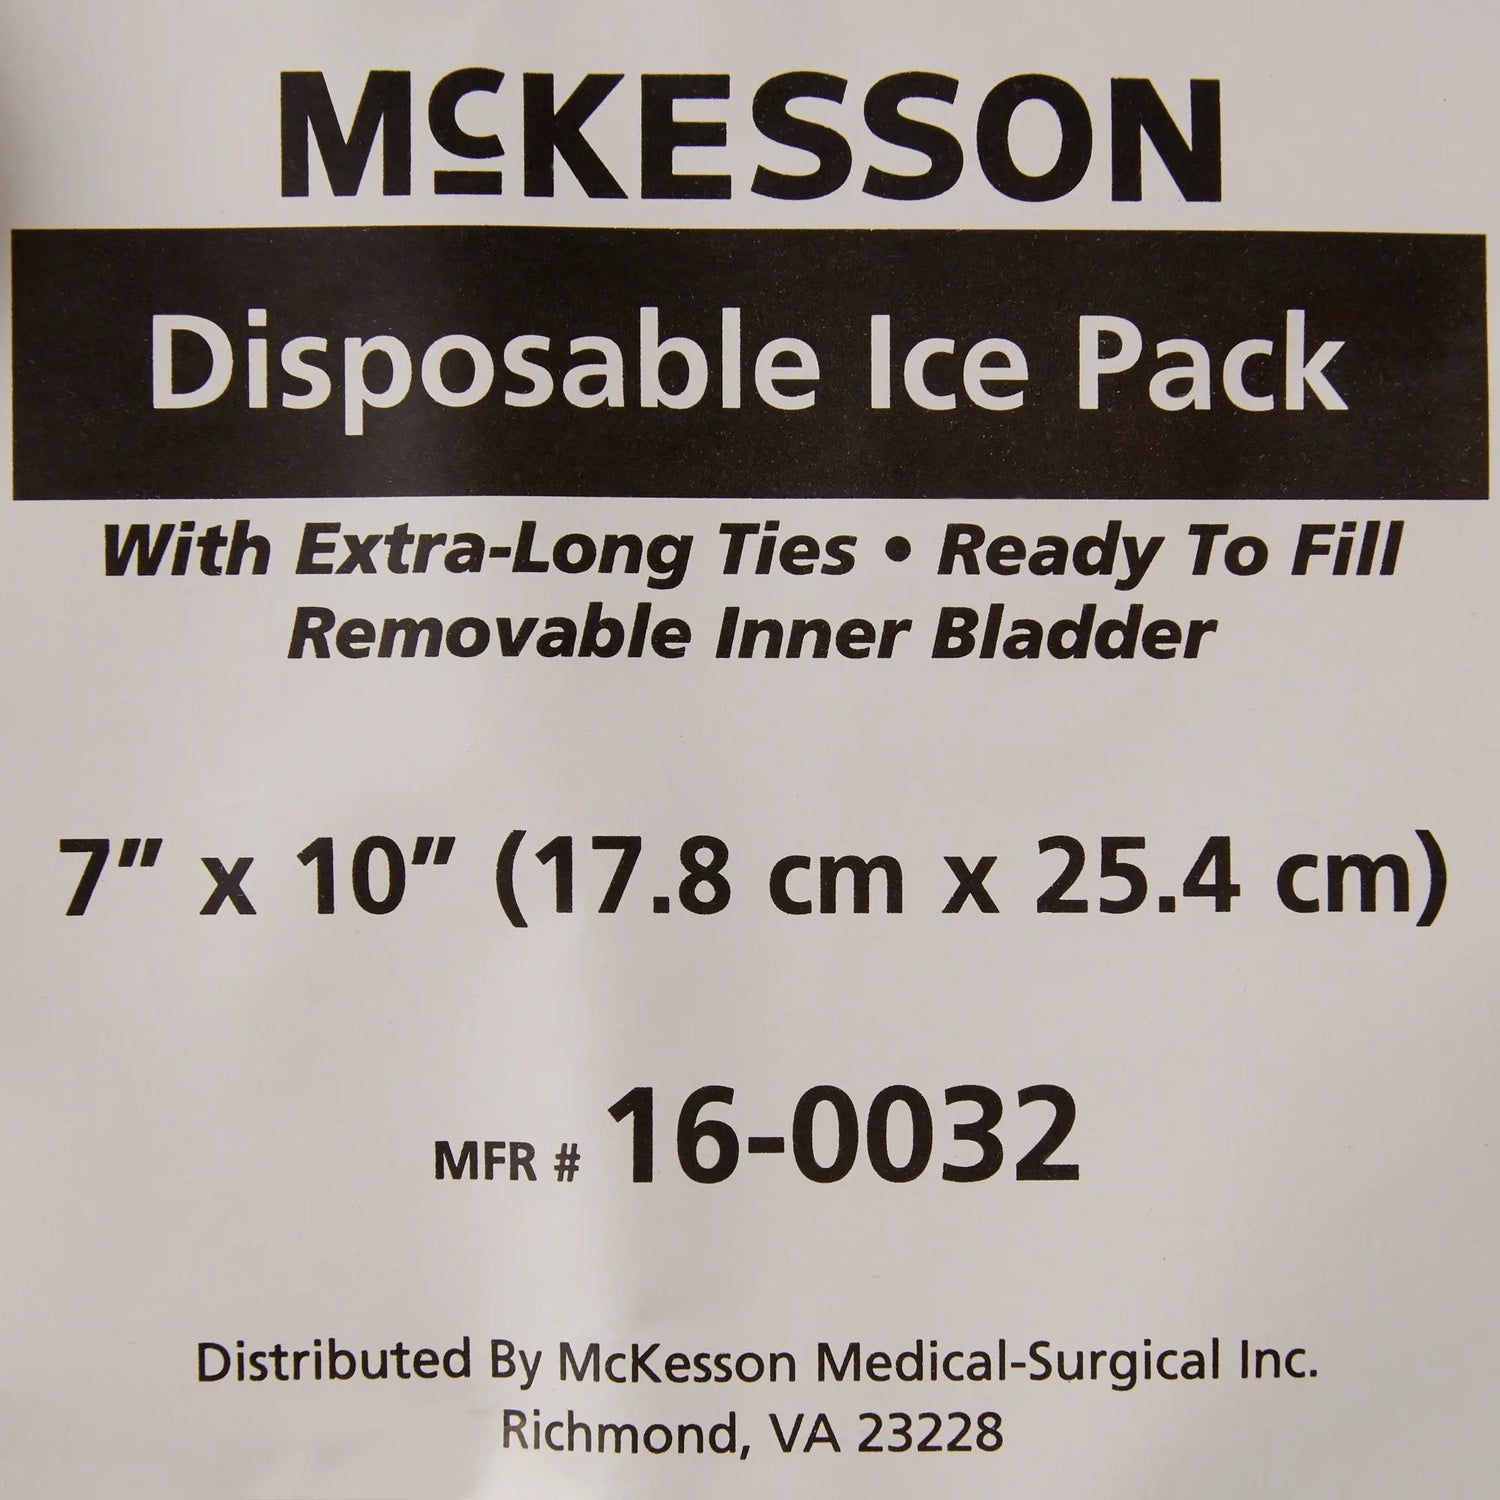 McKESSON
Disposable Ice Pack
With Extra-Long Ties • Ready To Fill
Removable Inner Bladder
7” x 10” (17.8 cm x 25.4 cm)
MFR # 16-0032
Distributed By McKesson Medical-Surgical Inc.
Richmond, VA 23228